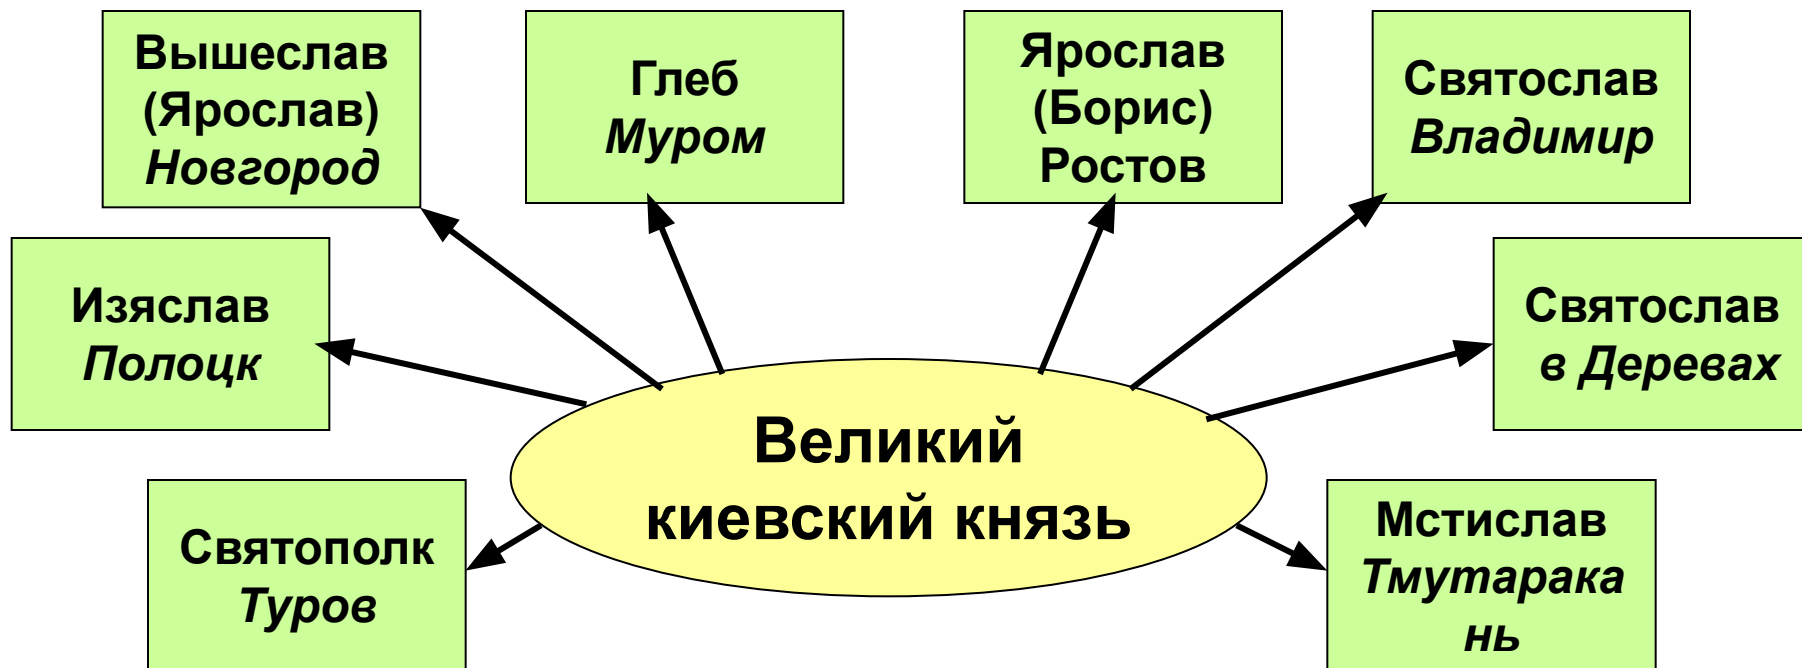 Вышеслав
(Ярослав)
Новгород
Глеб
Муром
Ярослав
(Борис)
Ростов
Святослав
Владимир
Изяслав
Полоцк
Святослав
в Деревах
Великий
киевский князь
Святополк
Туров
Мстислав
Тмутарака
нь